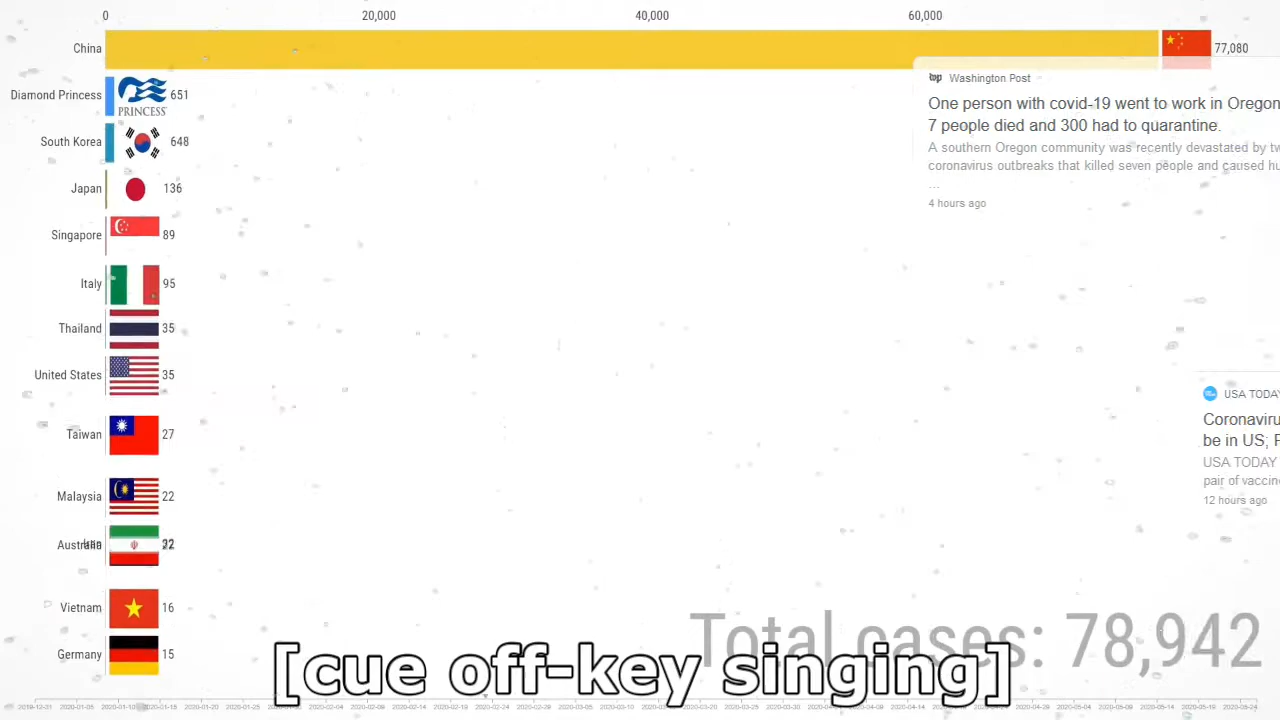 0 20,000 40,000 60,000
China 77,080
Diamond Princess PRINCESS 651
South Korea 648
Japan 136
Singapore 89
Italy 95
Thailand 35
United States 35
Taiwan 27
Malaysia 22
Australia 22
Vietnam 16
Germany 15
Washington Post
One person with covid-19 went to work in Oregon
7 people died and 300 had to quarantine.
A southern Oregon community was recently devastated by tw
coronavirus outbreaks that killed seven people and caused hu
...
4 hours ago
USA TODAY
Coronaviru
be in US; F
USA TODAY
pair of vaccine
12 hours ago
Total cases: 78,942
[cue off-key singing]